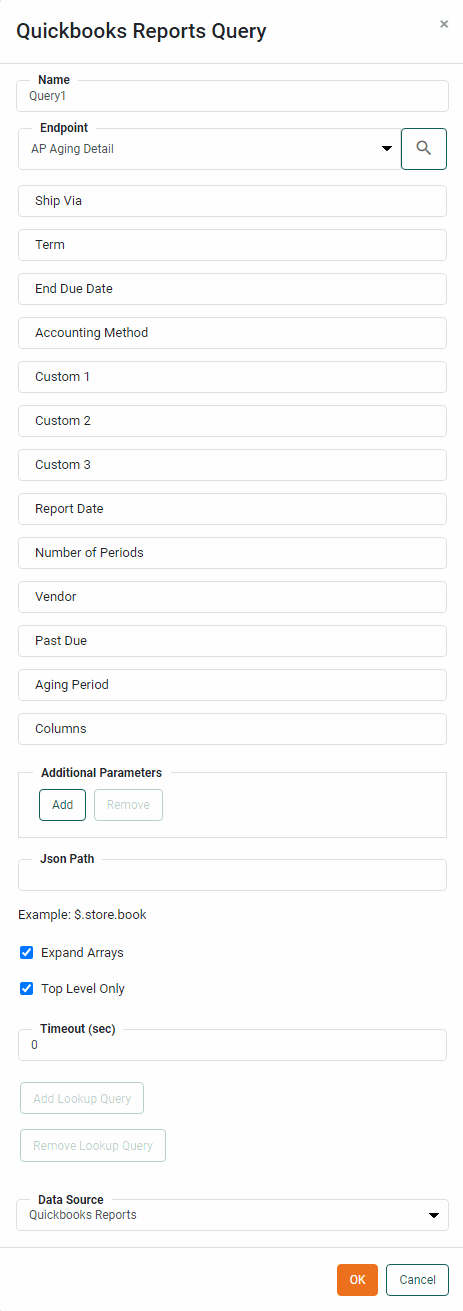 Quickbooks Reports Query
×
Name
Query1
Endpoint
AP Aging Detail
Ship Via
Term
End Due Date
Accounting Method
Custom 1
Custom 2
Custom 3
Report Date
Number of Periods
Vendor
Past Due
Aging Period
Columns
Additional Parameters
Add Remove
Json Path
Example: $.store.book
Expand Arrays
Top Level Only
Timeout (sec)
0
Add Lookup Query
Remove Lookup Query
Data Source
Quickbooks Reports
OK Cancel